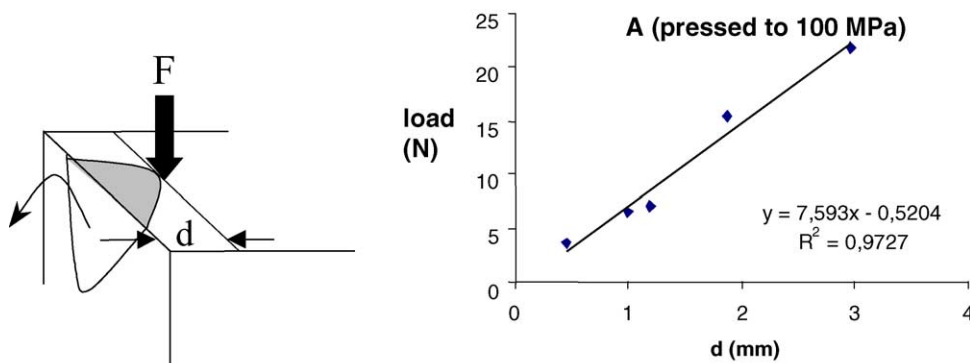 F
d
A (pressed to 100 MPa)
load
(N)
25
20
15
10
5
0
y = 7,593x - 0,5204
R² = 0,9727
0 1 2 3 4
d (mm)